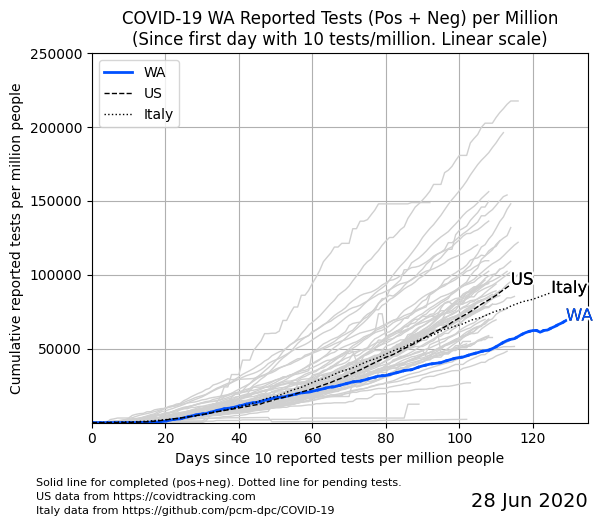 COVID-19 WA Reported Tests (Pos + Neg) per Million
(Since first day with 10 tests/million. Linear scale)
250000
200000
150000
100000
50000
Cumulative reported tests per million people
WA
US
Italy
US
Italy
WA
0
20
40
60
80
100
120
Days since 10 reported tests per million people
Solid line for completed (pos+neg). Dotted line for pending tests.
US data from https://covidtracking.com
Italy data from https://github.com/pcm-dpc/COVID-19
28 Jun 2020